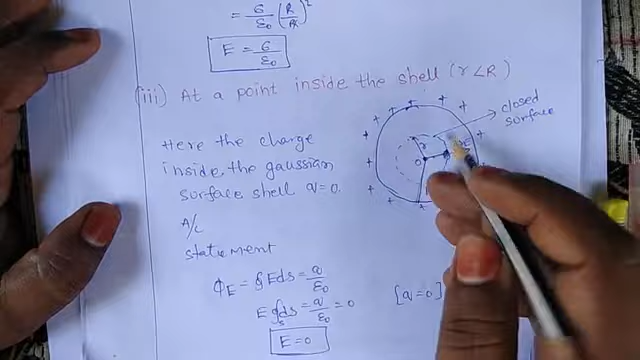 = σ/ε₀ (R/R)²
E = σ/ε₀
(iii) At a point inside the shell (r < R)
closed surface
Here the charge
inside the gaussian
surface shell q = 0.
A/c
statement
r
O
ϕE = ∮ E ds = q/ε₀
E ∮s ds = q/ε₀ = 0 [q = 0]
E = 0